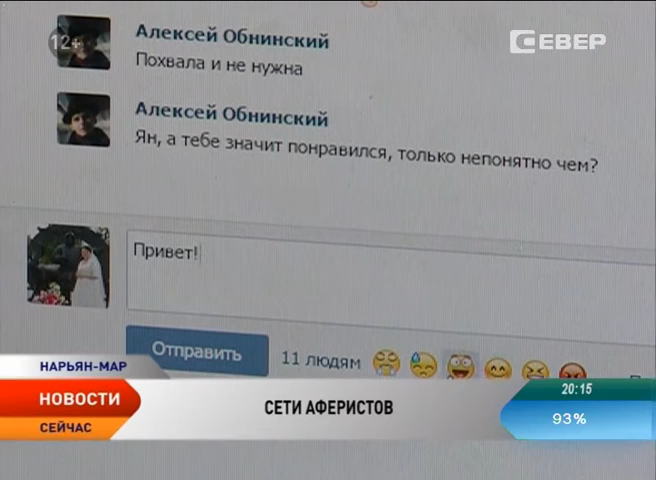 12+
СЕВЕР
Алексей Обнинский
Похвала и не нужна
Алексей Обнинский
Ян, а тебе значит понравился, только непонятно чем?
Привет!
Отправить
11 людям
НАРЬЯН-МАР
НОВОСТИ
СЕЙЧАС
СЕТИ АФЕРИСТОВ
20:15
93%